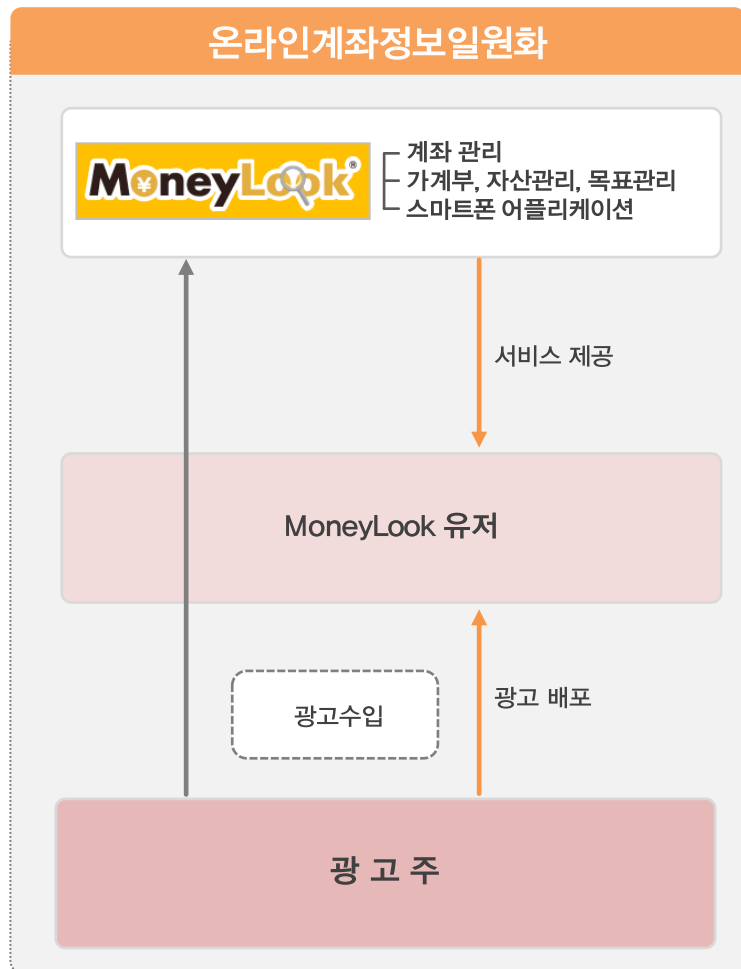 온라인계좌정보일원화
MoneyLook®
계좌 관리
가계부, 자산관리, 목표관리
스마트폰 어플리케이션
서비스 제공
MoneyLook 유저
광고 배포
광고수입
광 고 주